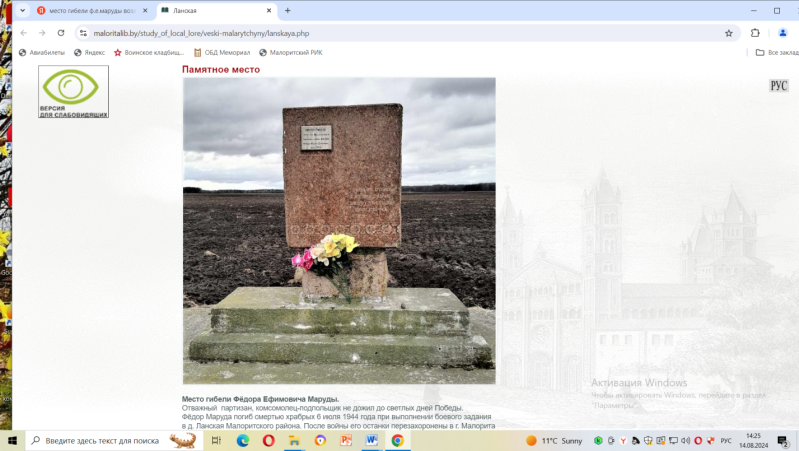 место гибели ф.е.маруды вос
Ланская
maloritalib.by/study_of_local_lore/veski-malarytchyny/lanskaya.php
Авиабилеты
Яндекс
Воинское кладбищ...
ОБД Мемориал
Малоритский РИК
Все заклад
Памятное место
РУС
ВЕРСИЯ
ДЛЯ СЛАБОВИДЯЩИХ
Место гибели Фёдора Ефимовича Маруды.
Отважный партизан, комсомолец-подпольщик не дожил до светлых дней Победы.
Фёдор Маруда погиб смертью храбрых 6 июля 1944 года при выполнении боевого задания
в д. Ланская Малоритского района. После войны его останки перезахоронены в г. Малорита
Активация Windows
Чтобы активировать Windows, перейдите в раздел
"Параметры".
Введите здесь текст для поиска
11°C Sunny
РУС
14:25
14.08.2024
2